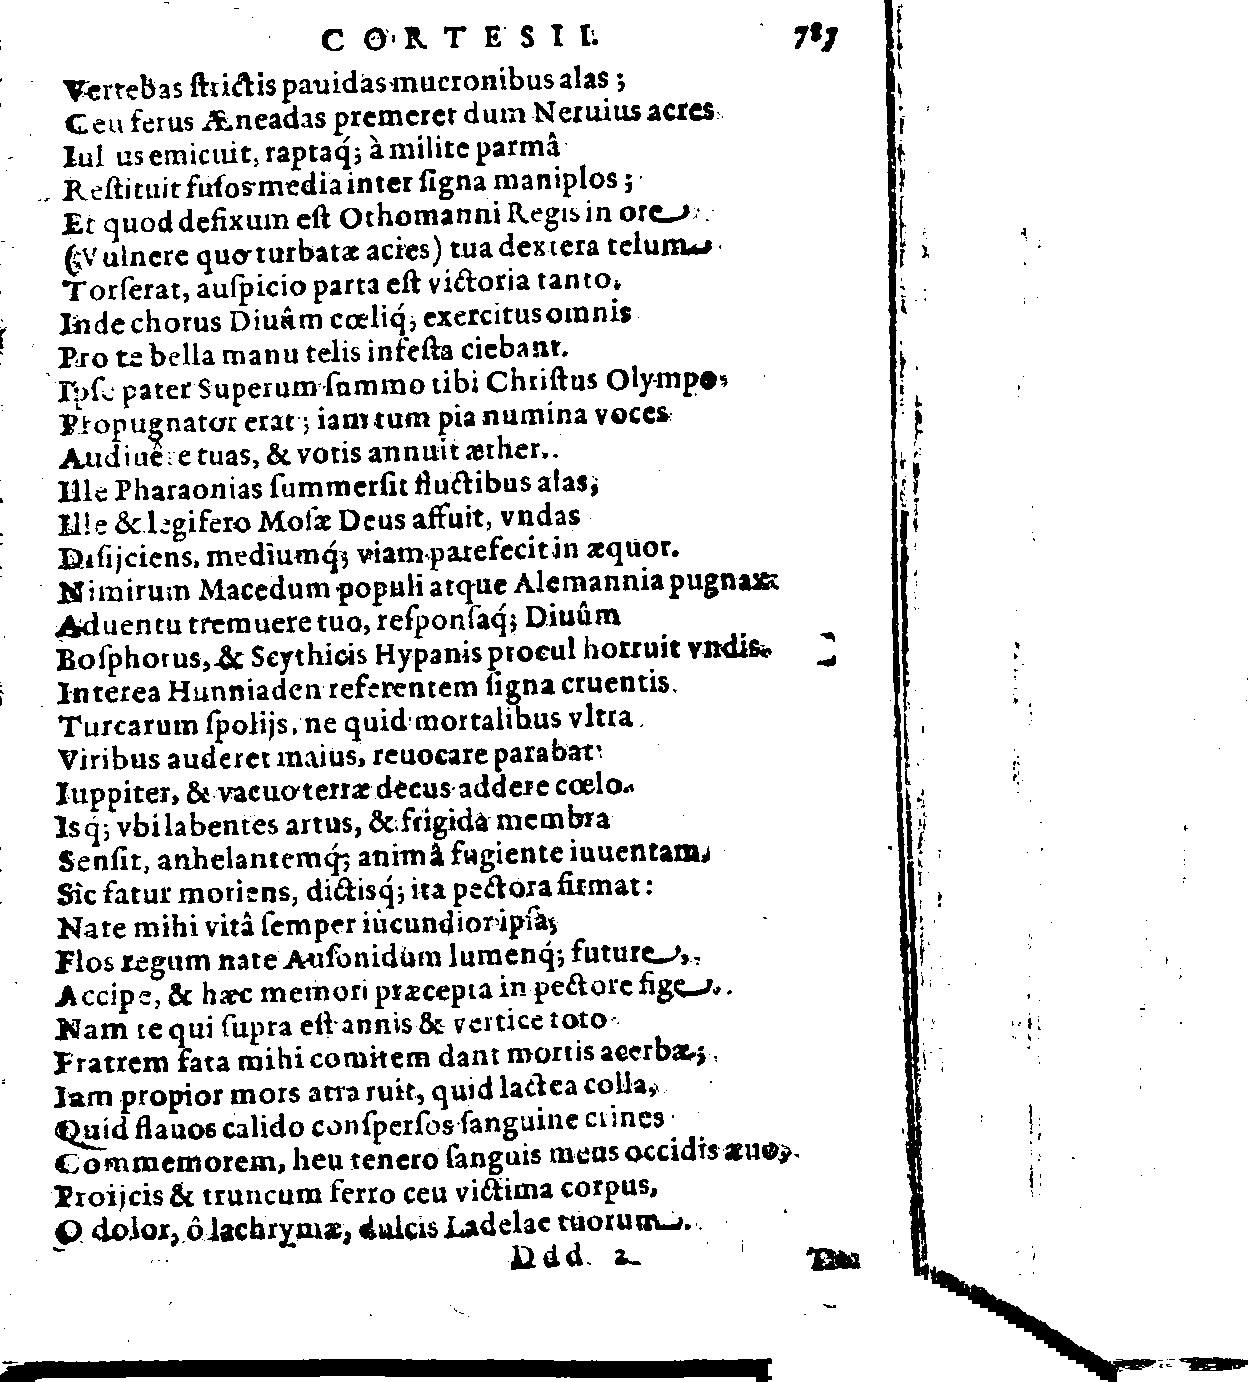 CORTESII. 787
Vertebas ſtrictis pauidas mucronibus alas;
Ceu ferus Æneadas premeret dum Neruius acres
Iulus emicuit, raptaq́; à milite parmâ
Reſtituit fuſos media inter ſigna maniplos;
Et quod defixum eſt Othomanni Regis in ore
(Vulnere quo turbatæ acies) tua dextera telum
Torſerat, auſpicio parta eſt victoria tanto.
Inde chorus Diuûm cœliq́; exercitus omnis
Pro te bella manu telis infeſta ciebant.
Ipſe pater Superum ſummo tibi Chriſtus Olympo,
Propugnator erat; iam tum pia numina voces
Audiuêre tuas, & votis annuit æther.
Ille Pharaonias ſummerſit fluctibus alas;
Ille & legifero Moſæ Deus affuit, vndas
Diſijciens, mediumq́; viam patefecit in æquor.
Nimirum Macedum populi atque Alemannia pugnax
Aduentu tremuere tuo, reſponſaq́; Diuûm
Boſphorus, & Scythicis Hypanis procul horruit vndis.
Interea Hunniaden referentem ſigna cruentis
Turcarum ſpolijs, ne quid mortalibus vltra
Viribus auderet maius, reuocare parabat
Iuppiter, & vacuo terræ decus addere cœlo.
Isq́; vbi labentes artus, & frigida membra
Senſit, anhelantemq́; animâ fugiente iuuentam,
Sic fatur moriens, dictisq́; ita pectora firmat:
Nate mihi vitâ ſemper iucundior ipſa,
Flos regum nate Auſonidùm lumenq́; future,
Accipe, & hæc memori præcepta in pectore fige.
Nam te qui ſupra eſt annis & vertice toto
Fratrem fata mihi comitem dant mortis acerbæ;
Iam propior mors atra ruit, quid lactea colla,
Quid flauos calido conſperſos ſanguine crines
Commemorem, heu tenero ſanguis meus occidis æuo,
Proijcis & truncum ferro ceu victima corpus,
O dolor, ô lachrymæ, dulcis Ladelae tuorum.
Ddd 2